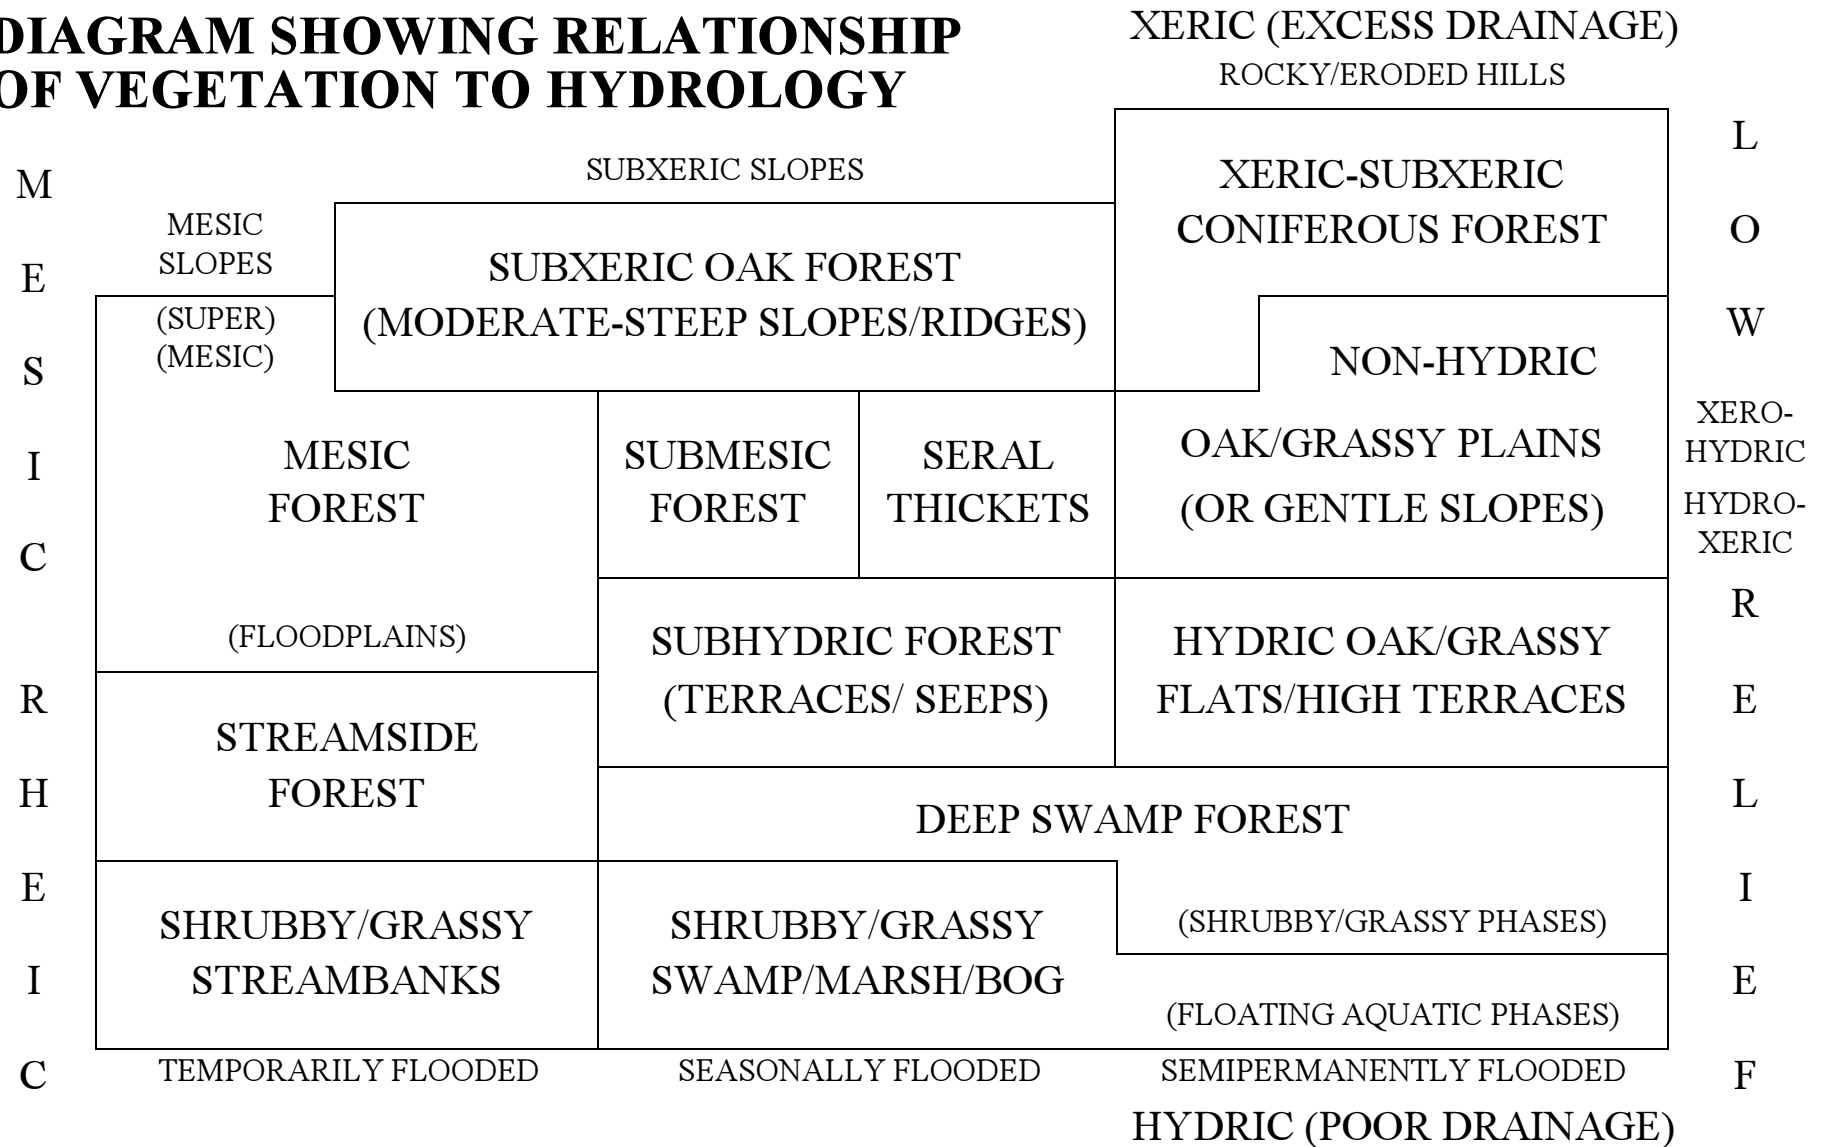 DIAGRAM SHOWING RELATIONSHIP
OF VEGETATION TO HYDROLOGY
XERIC (EXCESS DRAINAGE)
ROCKY/ERODED HILLS
M
E
S
I
C
R
H
E
I
C
SUBXERIC SLOPES
MESIC
SLOPES
(SUPER)
(MESIC)
SUBXERIC OAK FOREST
(MODERATE-STEEP SLOPES/RIDGES)
XERIC-SUBXERIC
CONIFEROUS FOREST
NON-HYDRIC
OAK/GRASSY PLAINS
(OR GENTLE SLOPES)
MESIC
FOREST
(FLOODPLAINS)
SUBMESIC
FOREST
SERAL
THICKETS
SUBHYDRIC FOREST
(TERRACES/ SEEPS)
HYDRIC OAK/GRASSY
FLATS/HIGH TERRACES
STREAMSIDE
FOREST
DEEP SWAMP FOREST
(SHRUBBY/GRASSY PHASES)
SHRUBBY/GRASSY
STREAMBANKS
SHRUBBY/GRASSY
SWAMP/MARSH/BOG
(FLOATING AQUATIC PHASES)
L
O
W
XERO-
HYDRIC
HYDRO-
XERIC
R
E
L
I
E
F
TEMPORARILY FLOODED
SEASONALLY FLOODED
SEMIPERMANENTLY FLOODED
HYDRIC (POOR DRAINAGE)